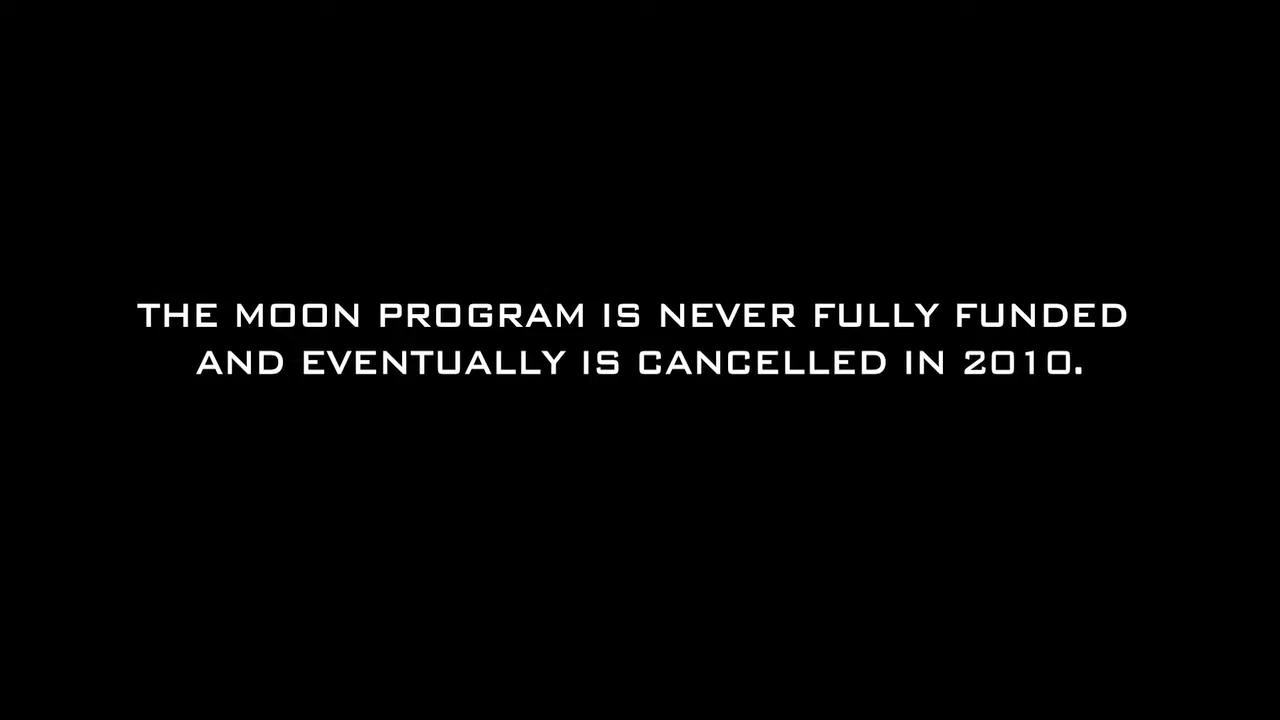 THE MOON PROGRAM IS NEVER FULLY FUNDED
AND EVENTUALLY IS CANCELLED IN 2010.